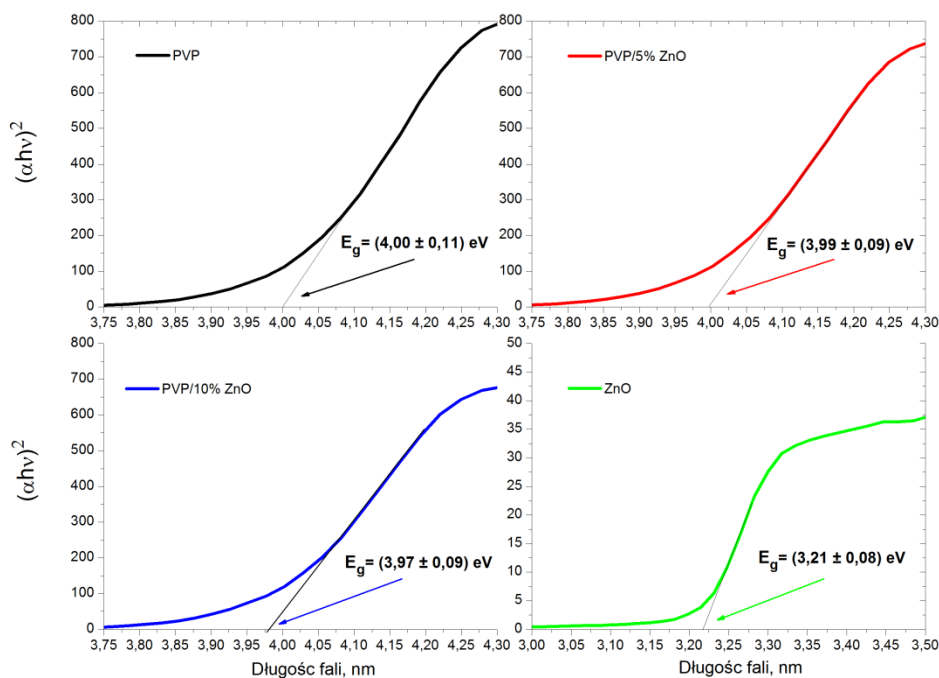 800
700
600
500
400
300
200
100
0
(αhν)²
PVP
E_g= (4,00 ± 0,11) eV
3,75 3,80 3,85 3,90 3,95 4,00 4,05 4,10 4,15 4,20 4,25 4,30
800
700
600
500
400
300
200
100
0
PVP/5% ZnO
E_g= (3,99 ± 0,09) eV
3,75 3,80 3,85 3,90 3,95 4,00 4,05 4,10 4,15 4,20 4,25 4,30
800
700
600
500
400
300
200
100
0
(αhν)²
PVP/10% ZnO
E_g= (3,97 ± 0,09) eV
3,75 3,80 3,85 3,90 3,95 4,00 4,05 4,10 4,15 4,20 4,25 4,30
Długośc fali, nm
50
45
40
35
30
25
20
15
10
5
0
ZnO
E_g= (3,21 ± 0,08) eV
3,00 3,05 3,10 3,15 3,20 3,25 3,30 3,35 3,40 3,45 3,50
Długośc fali, nm